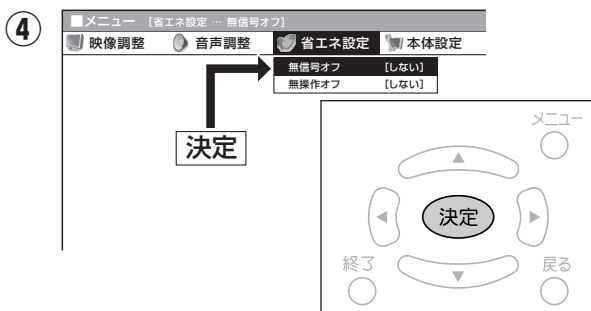 ④
■メニュー [省エネ設定 … 無信号オフ]
映像調整 音声調整 省エネ設定 本体設定
無信号オフ [しない]
無操作オフ [しない]
決定
メニュー
決定
終了 戻る